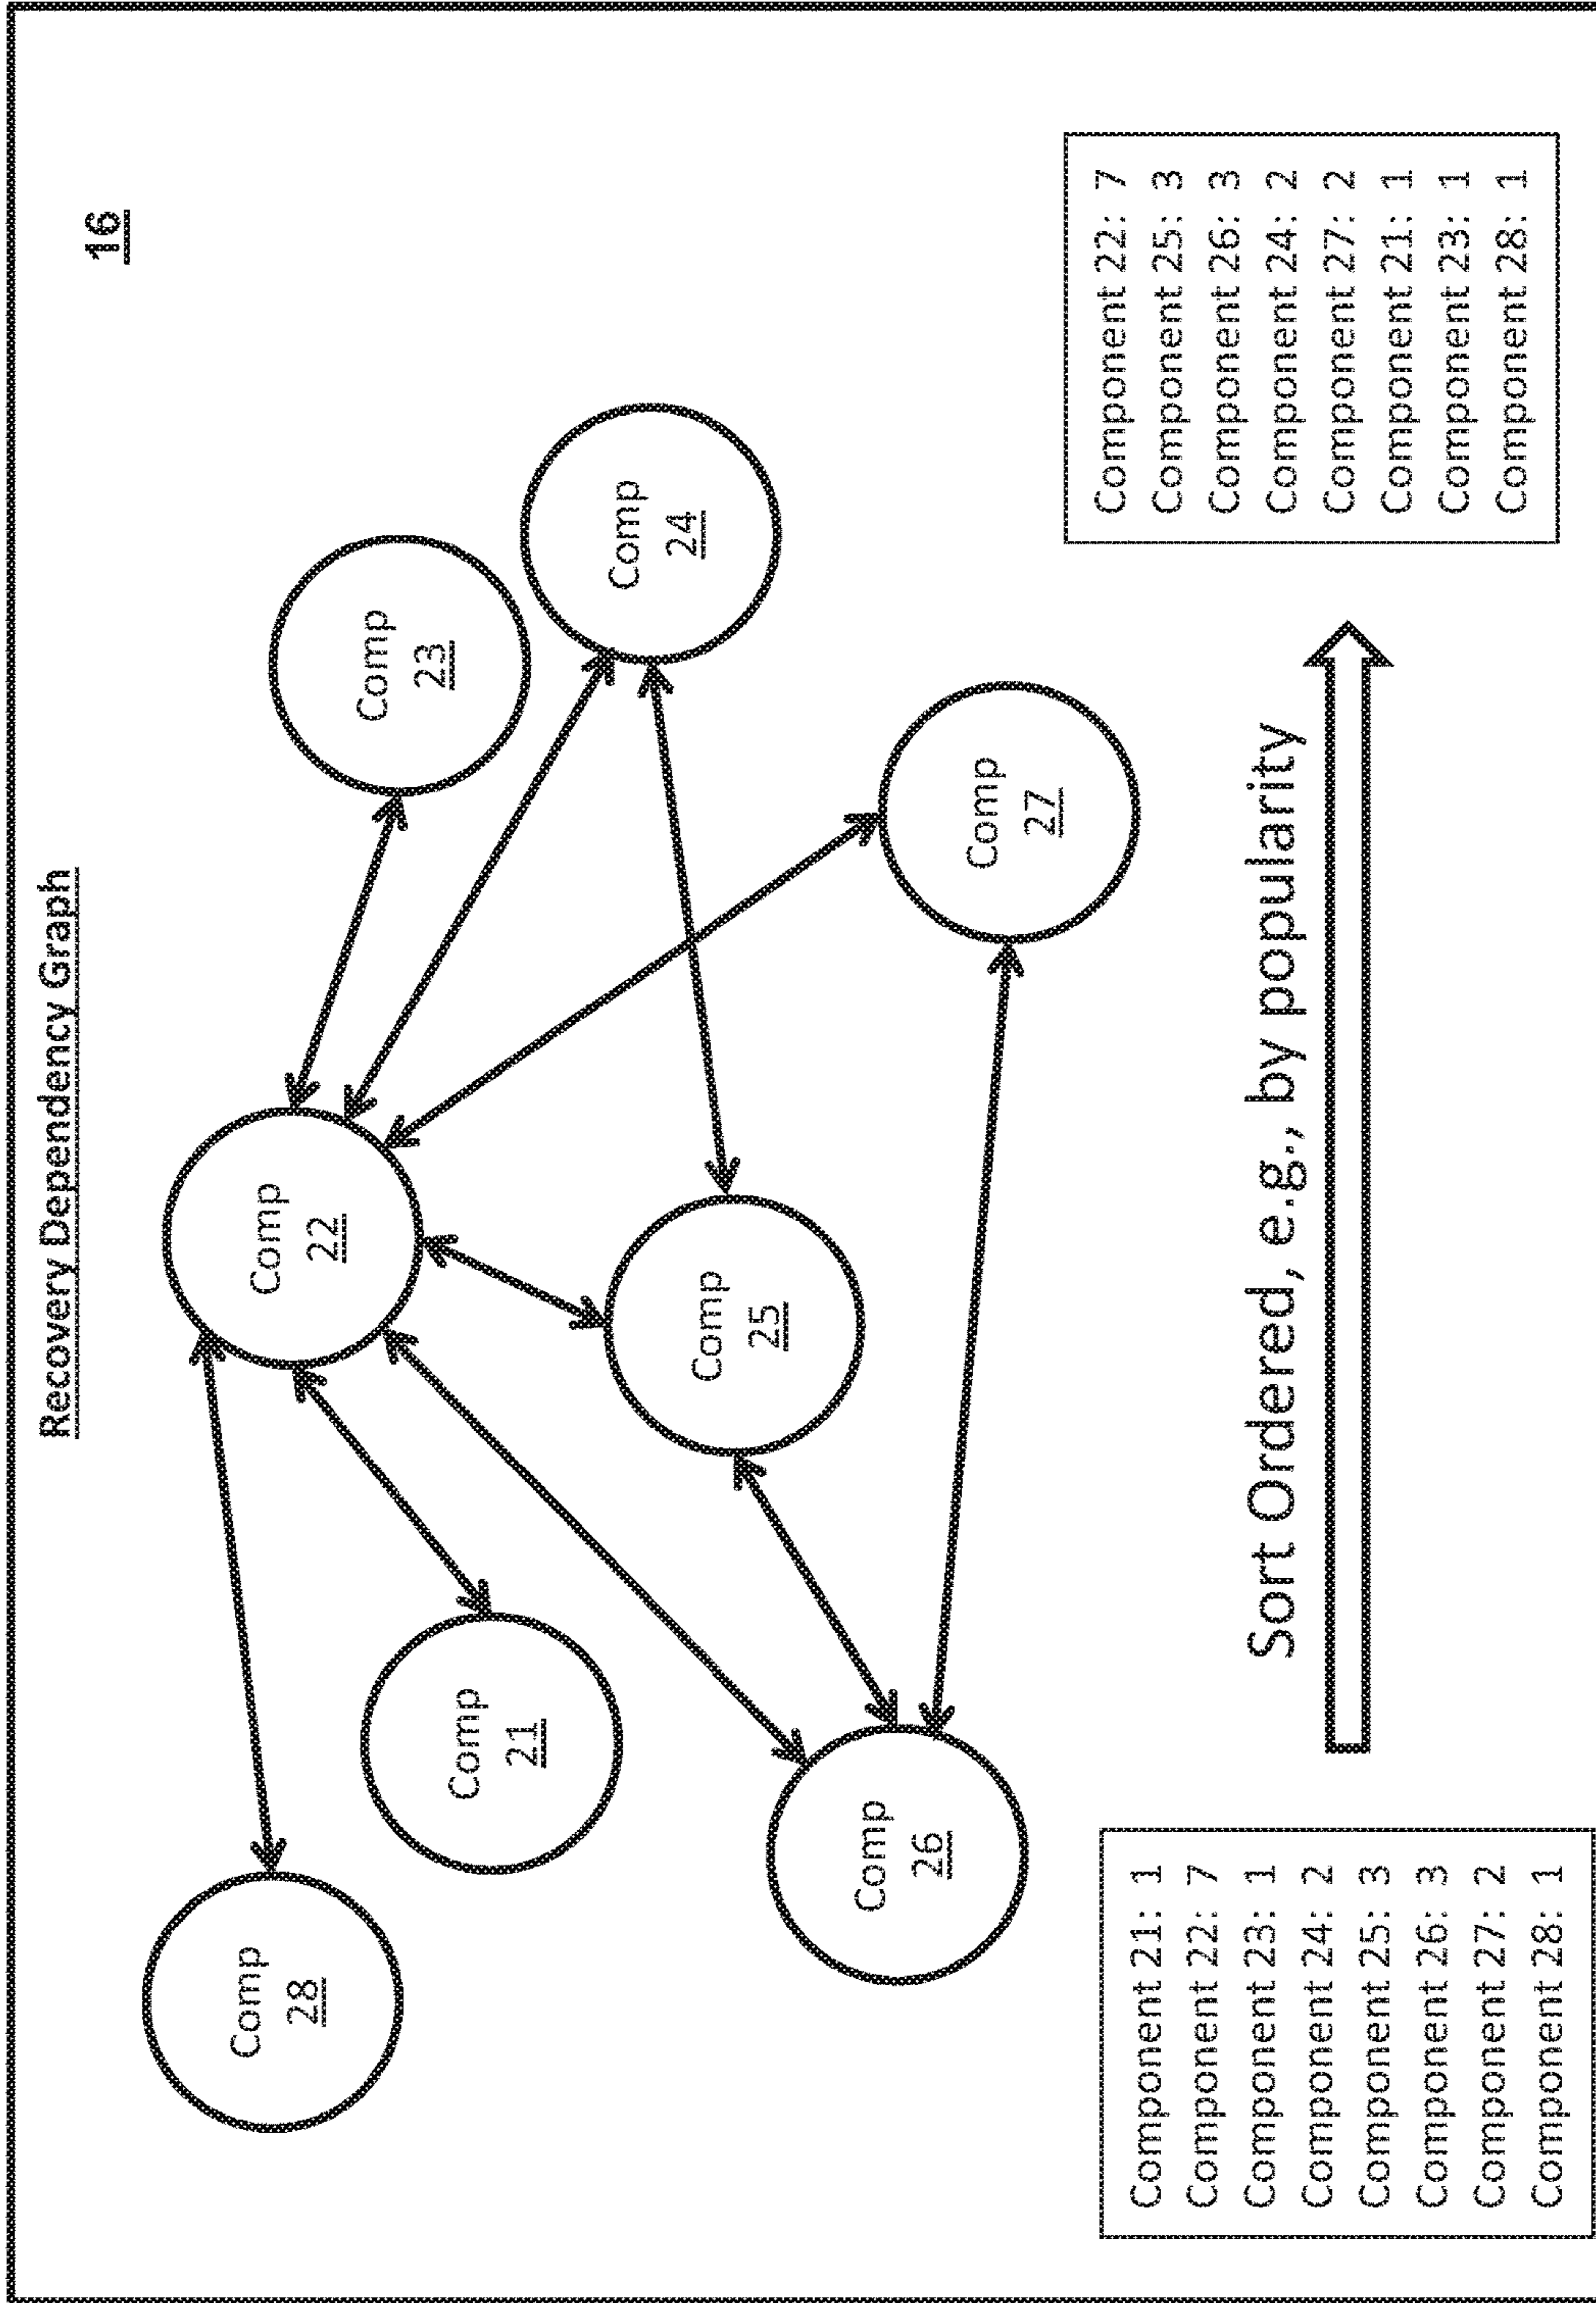 Recovery Dependency Graph
16
Comp
28
Comp
22
Comp
23
Comp
21
Comp
24
Comp
25
Comp
26
Comp
27
Sort Ordered, e.g., by popularity
Component 21: 1
Component 22: 7
Component 23: 1
Component 24: 2
Component 25: 3
Component 26: 3
Component 27: 2
Component 28: 1
Component 22: 7
Component 25: 3
Component 26: 3
Component 24: 2
Component 27: 2
Component 21: 1
Component 23: 1
Component 28: 1